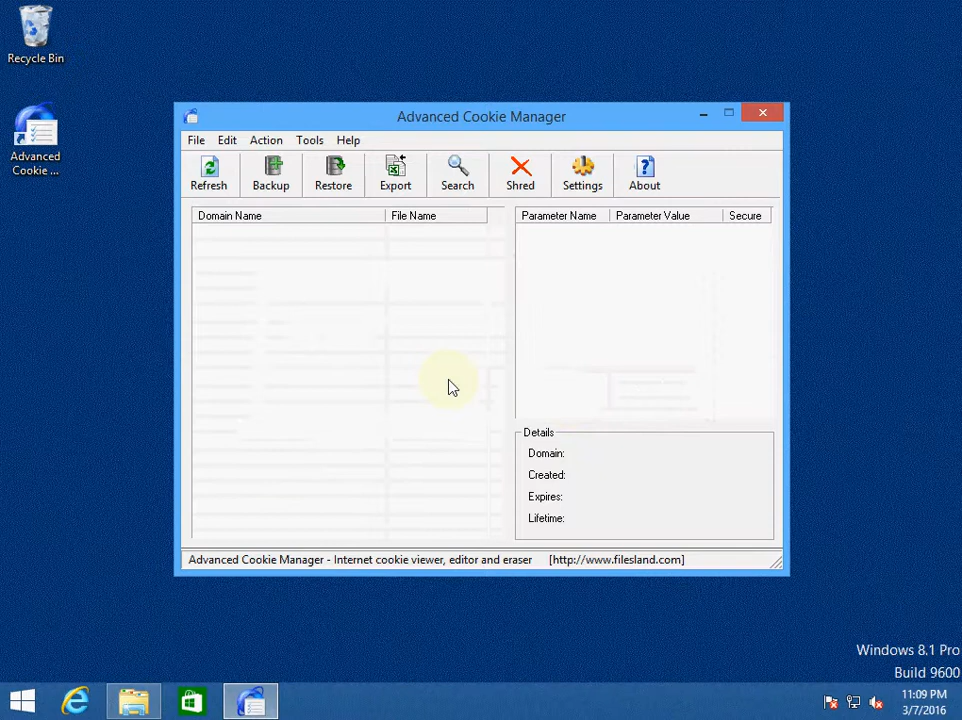 Recycle Bin
Advanced
Cookie ...
Advanced Cookie Manager
File Edit Action Tools Help
Refresh Backup Restore Export Search Shred Settings About
Domain Name File Name Parameter Name Parameter Value Secure
Details
Domain:
Created:
Expires:
Lifetime:
Advanced Cookie Manager - Internet cookie viewer, editor and eraser [http://www.filesland.com]
Windows 8.1 Pro
Build 9600
11:09 PM
3/7/2016